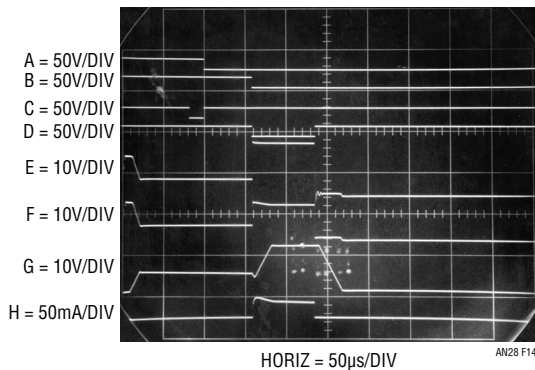 A = 50V/DIV
B = 50V/DIV
C = 50V/DIV
D = 50V/DIV
E = 10V/DIV
F = 10V/DIV
G = 10V/DIV
H = 50mA/DIV
HORIZ = 50µs/DIV
AN28 F14